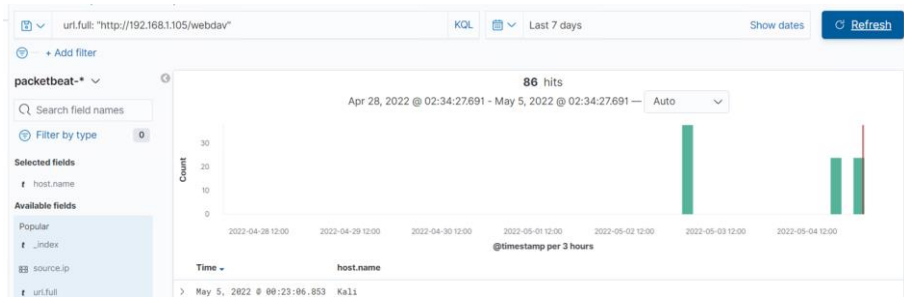 url.full: "http://192.168.1.105/webdav" KQL Last 7 days Show dates Refresh
+ Add filter
packetbeat-*
Search field names
Filter by type 0
Selected fields
t host.name
Available fields
Popular
t _index
source.ip
t url.full
86 hits
Apr 28, 2022 @ 02:34:27.691 - May 5, 2022 @ 02:34:27.691 — Auto
Count
30
20
10
0
2022-04-28 12:00 2022-04-29 12:00 2022-04-30 12:00 2022-05-01 12:00 2022-05-02 12:00 2022-05-03 12:00 2022-05-04 12:00
@timestamp per 3 hours
Time host.name
> May 5, 2022 @ 00:23:06.853 Kali